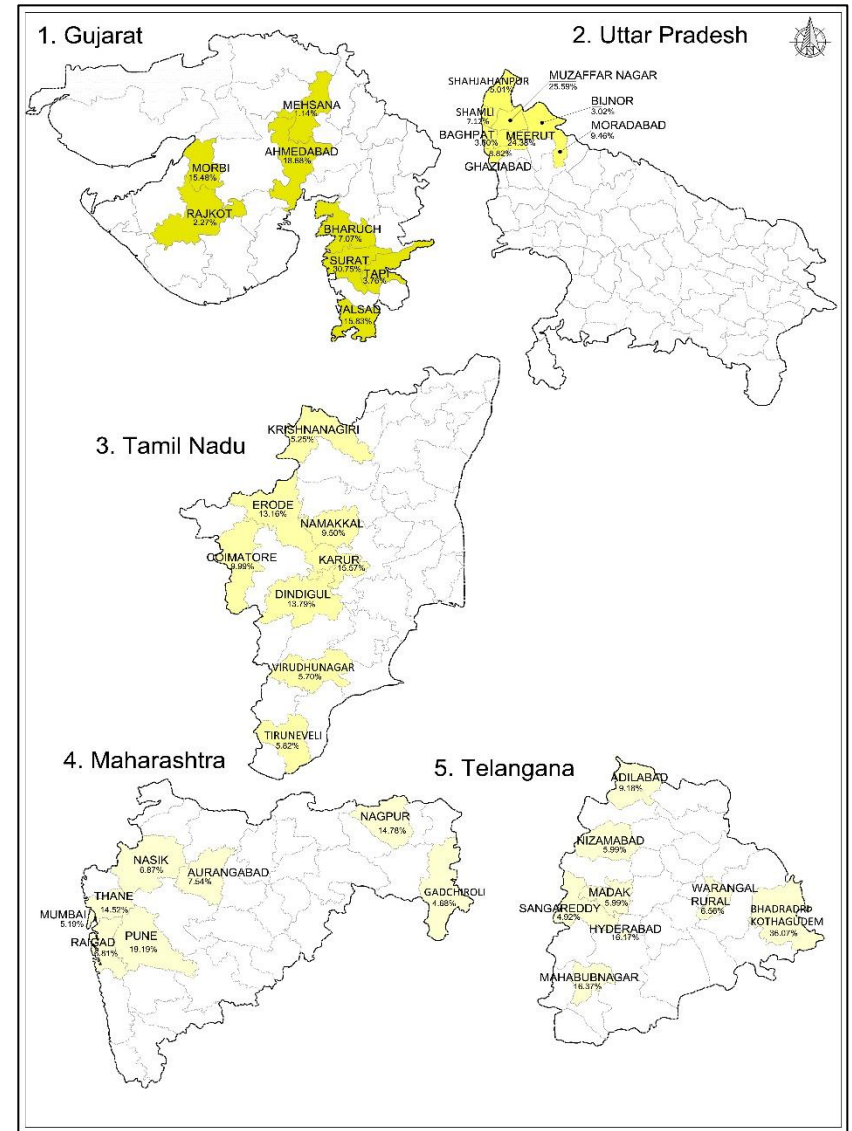 1. Gujarat
MEHSANA
1.14%
AHMEDABAD
18.68%
MORBI
15.48%
RAJKOT
2.27%
BHARUCH
7.07%
SURAT
30.75%
TAPI
3.76%
VALSAD
15.83%
2. Uttar Pradesh
N
SHAHJAHANPUR
5.01%
MUZAFFAR NAGAR
25.59%
SHAMLI
7.12%
BIJNOR
3.02%
BAGHPAT
MEERUT
24.38%
MORADABAD
9.46%
8.82%
GHAZIABAD
3. Tamil Nadu
KRISHNANAGIRI
5.25%
ERODE
13.16%
NAMAKKAL
9.50%
COIMATORE
9.99%
KARUR
15.57%
DINDIGUL
13.79%
VIRUDHUNAGAR
5.70%
TIRUNEVELI
5.82%
4. Maharashtra
NAGPUR
14.78%
NASIK
6.87%
AURANGABAD
7.54%
GADCHIROLI
4.68%
THANE
14.52%
MUMBAI
5.19%
RAIGAD
PUNE
19.19%
5. Telangana
ADILABAD
9.18%
NIZAMABAD
5.99%
MADAK
5.99%
SANGAREDDY
4.92%
WARANGAL
RURAL
6.56%
BHADRADRI
KOTHAGUDEM
36.07%
HYDERABAD
16.17%
MAHABUBNAGAR
16.37%